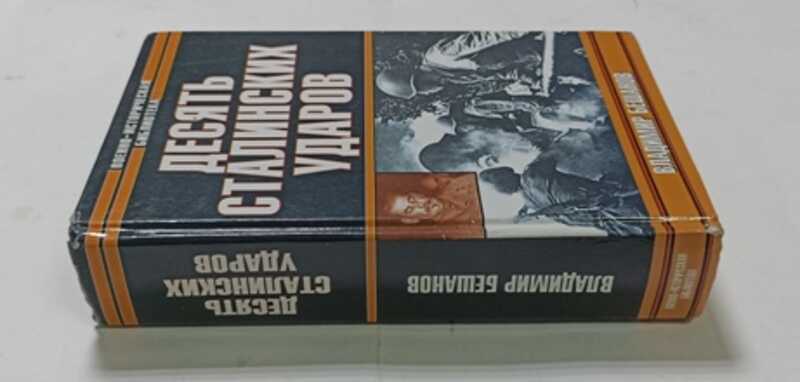 ВОЕННО-ИСТОРИЧЕСКАЯ
БИБЛИОТЕКА
ДЕСЯТЬ
СТАЛИНСКИХ
УДАРОВ
ВЛАДИМИР БЕШАНОВ
ДЕСЯТЬ
СТАЛИНСКИХ
УДАРОВ
ВЛАДИМИР БЕШАНОВ